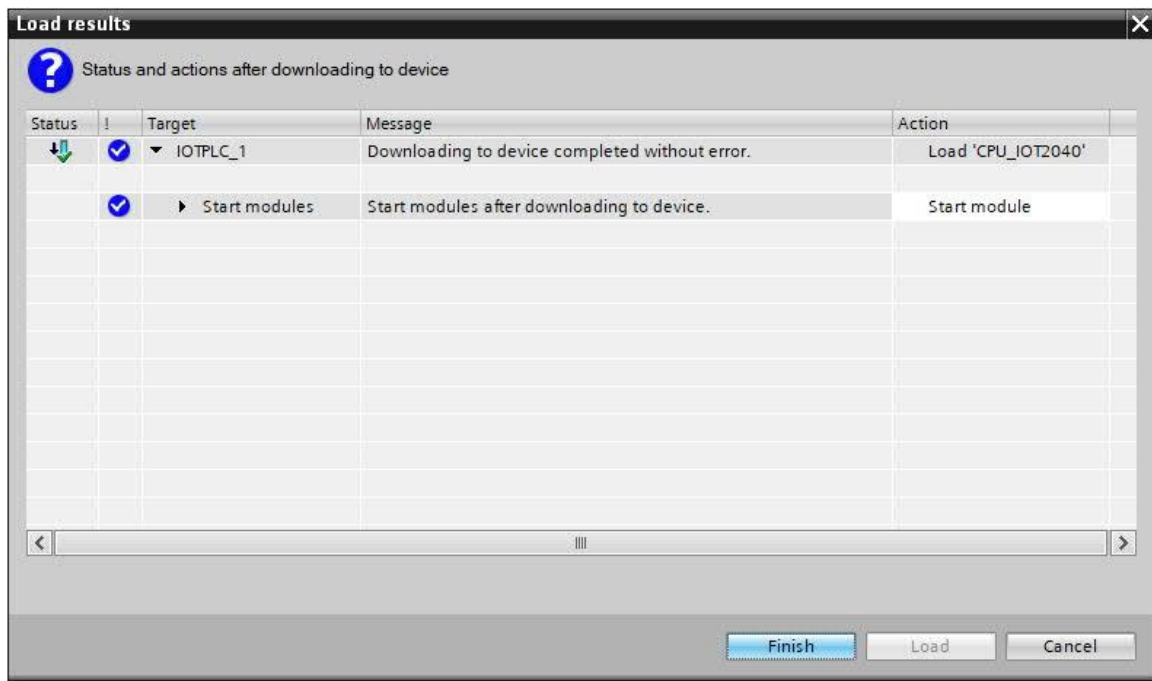 Load results
Status and actions after downloading to device
Status ! Target Message Action
IOTPLC_1 Downloading to device completed without error. Load 'CPU_IOT2040'
Start modules Start modules after downloading to device. Start module
Finish Load Cancel